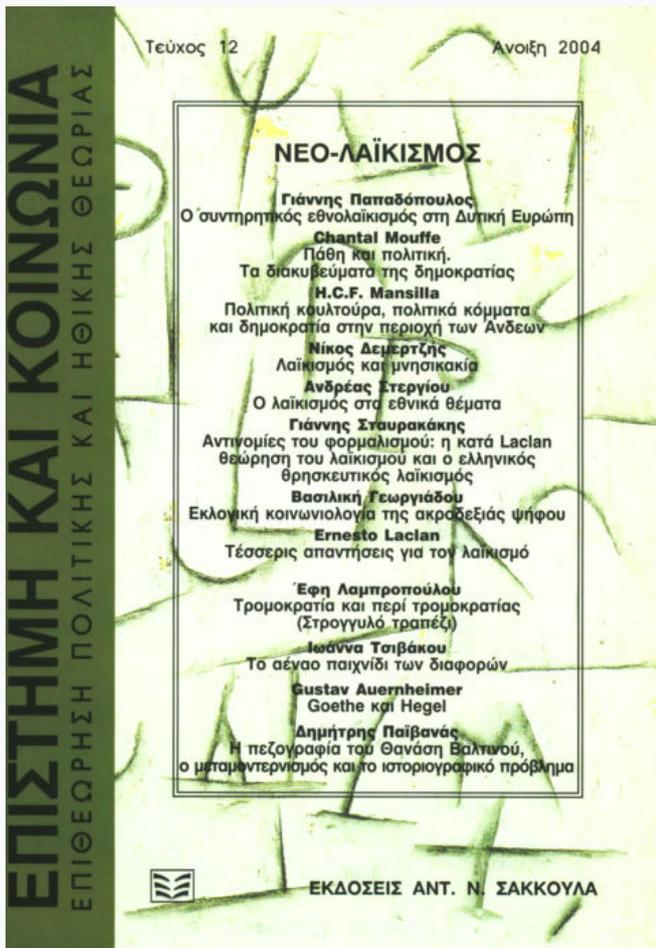 Τεύχος 12
Άνοιξη 2004
ΕΠΙΣΤΗΜΗ ΚΑΙ ΚΟΙΝΩΝΙΑ
ΕΠΙΘΕΩΡΗΣΗ ΠΟΛΙΤΙΚΗΣ ΚΑΙ ΗΘΙΚΗΣ ΘΕΩΡΙΑΣ
ΝΕΟ-ΛΑΪΚΙΣΜΟΣ
Γιάννης Παπαδόπουλος
Ο συντηρητικός εθνολαϊκισμός στη Δυτική Ευρώπη
Chantal Mouffe
Πάθη και πολιτική.
Τα διακυβεύματα της δημοκρατίας
H.C.F. Mansilla
Πολιτική κουλτούρα, πολιτικά κόμματα
και δημοκρατία στην περιοχή των Άνδεων
Νίκος Δεμερτζής
Λαϊκισμός και μνησικακία
Ανδρέας Στεργίου
Ο λαϊκισμός στα εθνικά θέματα
Γιάννης Σταυρακάκης
Αντινομίες του φορμαλισμού: η κατά Laclan
θεώρηση του λαϊκισμού και ο ελληνικός
θρησκευτικός λαϊκισμός
Βασιλική Γεωργιάδου
Εκλογική κοινωνιολογία της ακροδεξιάς ψήφου
Ernesto Laclan
Τέσσερις απαντήσεις για τον λαϊκισμό
Έφη Λαμπροπούλου
Τρομοκρατία και περί τρομοκρατίας
(Στρογγυλό τραπέζι)
Ιωάννα Τσιβάκου
Το αέναο παιχνίδι των διαφορών
Gustav Auernheimer
Goethe και Hegel
Δημήτρης Παϊβανάς
Η πεζογραφία του Θανάση Βαλτινού,
ο μεταμοντερνισμός και το ιστοριογραφικό πρόβλημα
ΕΚΔΟΣΕΙΣ ΑΝΤ. Ν. ΣΑΚΚΟΥΛΑ